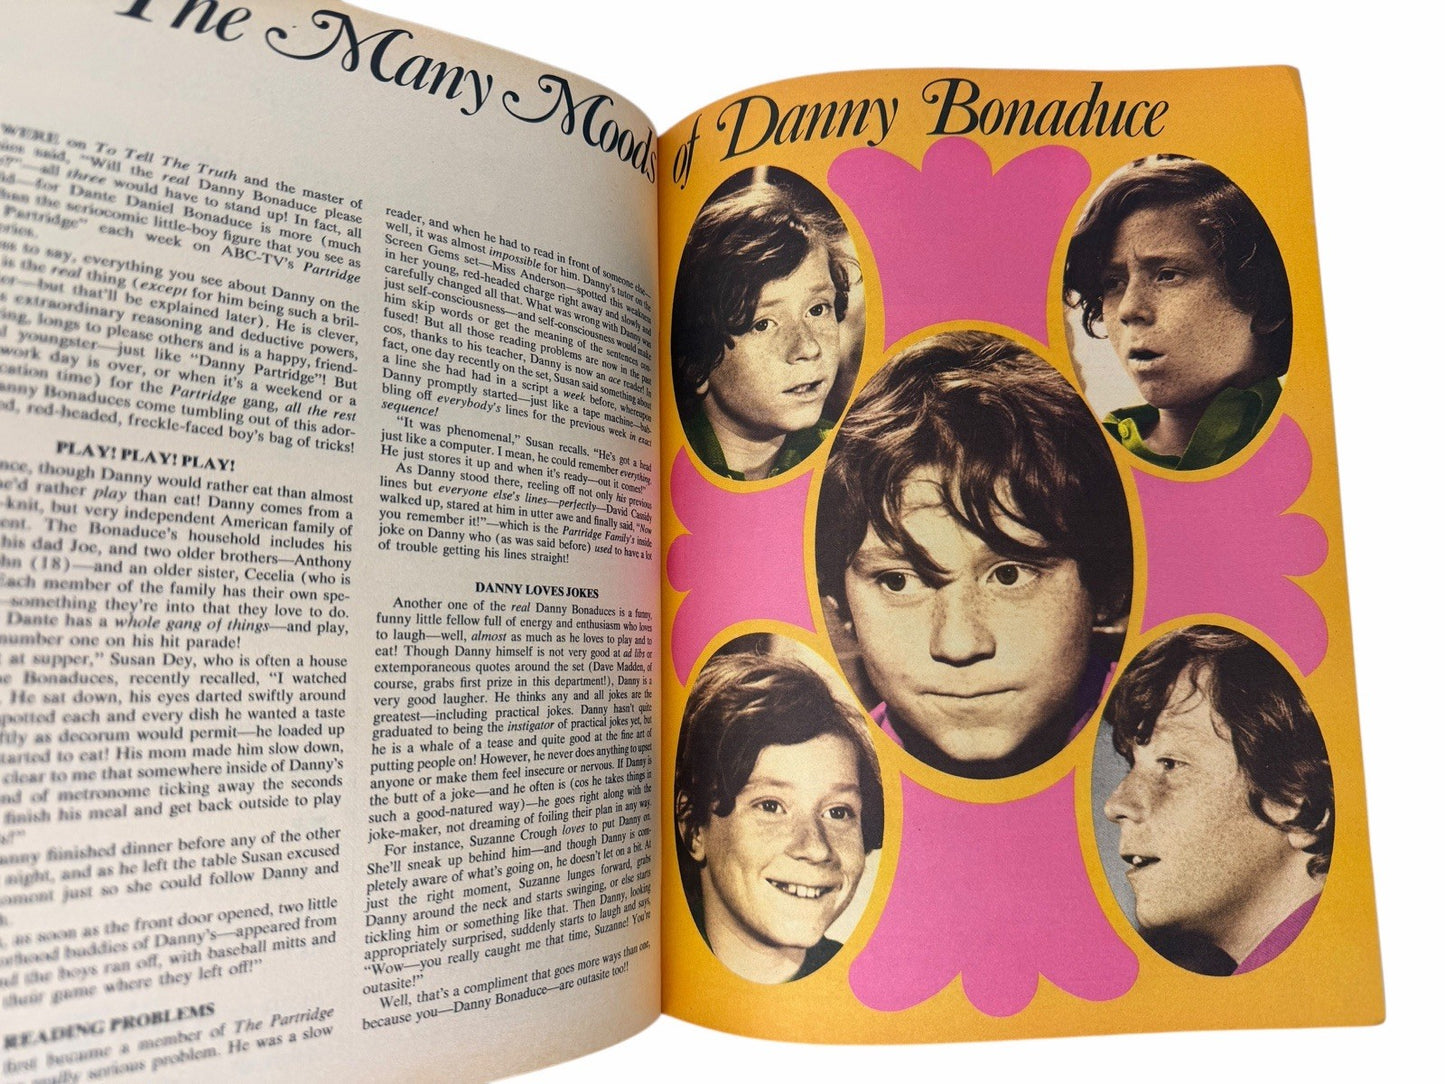 The Many Moods of Danny Bonaduce
WERE on To Tell The Truth and the master of
said, "Will the real Danny Bonaduce please
?"—all three would have to stand up! In fact, all
—for Dante Daniel Bonaduce is more (much
than the seriocomic little-boy figure that you see as
Partridge" each week on ABC-TV's Partridge
to say, everything you see about Danny on the
is the real thing (except for him being such a bril-
—but that'll be explained later). He is clever,
extraordinary reasoning and deductive powers,
longs to please others and is a happy, friend-
youngster—just like "Danny Partridge"! But
work day is over, or when it's a weekend or a
cation time) for the Partridge gang, all the rest
Danny Bonaduces come tumbling out of this ador-
red-headed, freckle-faced boy's bag of tricks!
PLAY! PLAY! PLAY!
though Danny would rather eat than almost
he'd rather play than eat! Danny comes from a
-knit, but very independent American family of
The Bonaduce's household includes his
his dad Joe, and two older brothers—Anthony
(18)—and an older sister, Cecelia (who is
Each member of the family has their own spe-
—something they're into that they love to do.
Dante has a whole gang of things—and play,
number one on his hit parade!
at supper," Susan Dey, who is often a house
Bonaduces, recently recalled, "I watched
He sat down, his eyes darted swiftly around
spotted each and every dish he wanted a taste
as decorum would permit—he loaded up
started to eat! His mom made him slow down,
clear to me that somewhere inside of Danny's
of metronome ticking away the seconds
finish his meal and get back outside to play
Danny fiinished dinner before any of the other
night, and as he left the table Susan excused
just so she could follow Danny and
as soon as the front door opened, two little
buddies of Danny's—appeared from
the boys ran off, with baseball mitts and
their game where they left off!"
READING PROBLEMS
first became a member of The Partridge
really serious problem. He was a slow
reader, and when he had to read in front of someone else—
well, it was almost impossible for him. Danny's tutor on the
Screen Gems set—Miss Anderson—spotted this weakness
in her young, red-headed charge right away and slowly and
carefully changed all that. What was wrong with Danny was
just self-consciousness—and self-consciousness would make
him skip words or get the meaning of the sentences con-
fused! But all those reading problems are now in the past
cos, thanks to his teacher, Danny is now an ace reader! In
fact, one day recently on the set, Susan said something about
a line she had had in a script a week before, whereupon
Danny promptly started—just like a tape machine—bab-
bling off everybody's lines for the previous week in exact
sequence!
"It was phenomenal," Susan recalls, "He's got a head
just like a computer. I mean, he could remember everything.
He just stores it up and when it's ready—out it comes!"
As Danny stood there, reeling off not only his previous
lines but everyone else's lines—perfectly—David Cassidy
walked up, stared at him in utter awe and finally said, "Now
you remember it!"—which is the Partridge Family's inside
joke on Danny who (as was said before) used to have a lot
of trouble getting his lines straight!
DANNY LOVES JOKES
Another one of the real Danny Bonaduces is a funny,
funny little fellow full of energy and enthusiasm who loves
to laugh—well, almost as much as he loves to play and to
eat! Though Danny himself is not very good at ad libs or
extemporaneous quotes around the set (Dave Madden, of
course, grabs first prize in this department!), Danny is a
very good laugher. He thinks any and all jokes are the
greatest—including practical jokes. Danny hasn't quite
graduated to being the instigator of practical jokes yet, but
he is a whale of a tease and quite good at the fine art of
putting people on! However, he never does anything to upset
anyone or make them feel insecure or nervous. If Danny is
the butt of a joke—and he often is (cos he takes things in
such a good-natured way)—he goes right along with the
joke-maker, not dreaming of foiling their plan in any way.
For instance, Suzanne Crough loves to put Danny on.
She'll sneak up behind him—and though Danny is com-
pletely aware of what's going on, he doesn't let on a bit. At
just the right moment, Suzanne lunges forward, grabs
Danny around the neck and starts swinging, or else starts
tickling him or something like that. Then Danny, looking
appropriately surprised, suddenly starts to laugh and says,
"Wow—you really caught me that time, Suzanne! You're
outasite!"
Well, that's a compliment that goes more ways than one,
because you—Danny Bonaduce—are outasite too!!